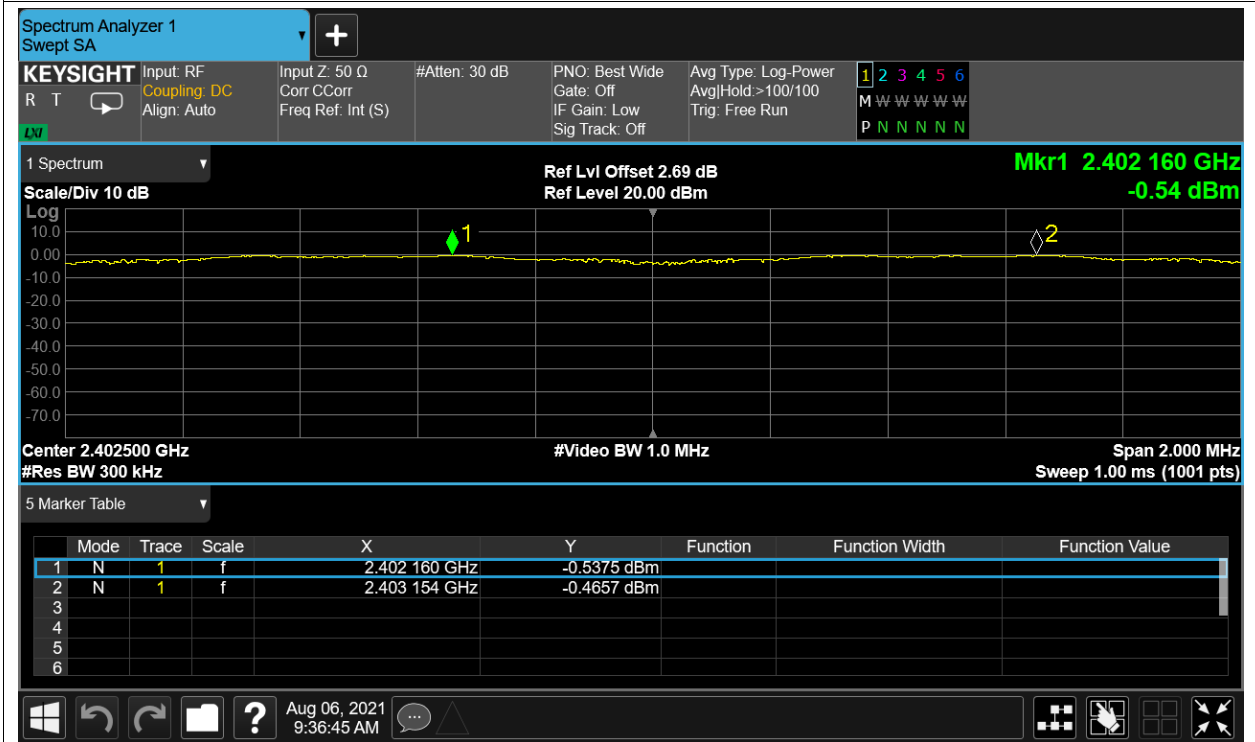 Spectrum Analyzer 1
Swept SA
+
KEYSIGHT Input: RF Input Z: 50 Ω #Atten: 30 dB PNO: Best Wide Avg Type: Log-Power 1 2 3 4 5 6
R T Coupling: DC Corr CCorr Gate: Off Avg|Hold:>100/100 M W W W W W
Align: Auto Freq Ref: Int (S) IF Gain: Low Trig: Free Run
LXI Sig Track: Off P N N N N N
1 Spectrum Ref Lvl Offset 2.69 dB Mkr1 2.402 160 GHz
Scale/Div 10 dB Ref Level 20.00 dBm -0.54 dBm
Log
10.0 1 2
0.00
-10.0
-20.0
-30.0
-40.0
-50.0
-60.0
-70.0
Center 2.402500 GHz #Video BW 1.0 MHz Span 2.000 MHz
#Res BW 300 kHz Sweep 1.00 ms (1001 pts)
5 Marker Table
Mode Trace Scale X Y Function Function Width Function Value
1 N 1 f 2.402 160 GHz -0.5375 dBm
2 N 1 f 2.403 154 GHz -0.4657 dBm
3
4
5
6
? Aug 06, 2021
9:36:45 AM